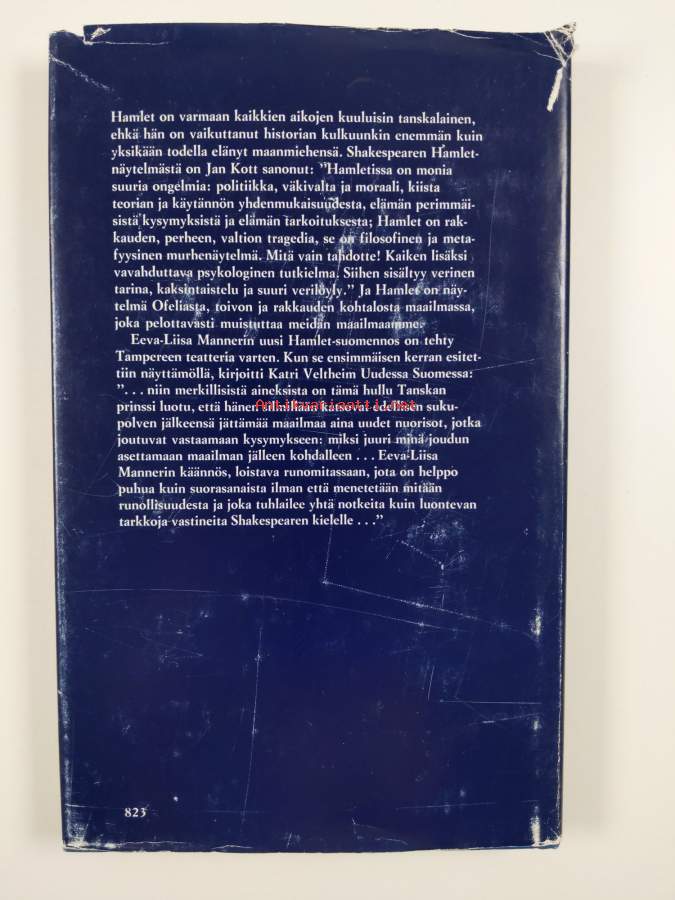 Hamlet on varmaan kaikkien aikojen kuuluisin tanskalainen,
ehkä hän on vaikuttanut historian kulkuunkin enemmän kuin
yksikään todella elänyt maanmiehensä. Shakespearen Hamlet-
näytelmästä on Jan Kott sanonut: ”Hamletissa on monia
suuria ongelmia: politiikka, väkivalta ja moraali, kiista
teorian ja käytännön yhdenmukaisuudesta, elämän perimmäi-
sistä kysymyksistä ja elämän tarkoituksesta; Hamlet on rak-
kauden, perheen, valtion tragedia, se on filosofinen ja meta-
fyysinen murhenäytelmä. Mitä vain tahdotte! Kaiken lisäksi
vavahduttava psykologinen tutkielma. Siihen sisältyy verinen
tarina, kaksintaistelu ja suuri verilöyly.” Ja Hamlet on näy-
telmä Ofeliasta, toivon ja rakkauden kohtalosta maailmassa,
joka pelottavasti muistuttaa meidän maailmaamme.
Eeva-Liisa Mannerin uusi Hamlet-suomennos on tehty
Tampereen teatteria varten. Kun se ensimmäisen kerran esitet-
tiin näyttämöllä, kirjoitti Katri Veltheim Uudessa Suomessa:
”. . . niin merkillisistä aineksista on tämä hullu Tanskan
prinssi luotu, että hänen silmillään katsovat edellisen suku-
polven jälkeensä jättämää maailmaa aina uudet nuorisot, jotka
joutuvat vastaamaan kysymykseen: miksi juuri minä joudun
asettamaan maailman jälleen kohdalleen . . . Eeva-Liisa
Mannerin käännös, loistava runomitassaan, jota on helppo
puhua kuin suorasanaista ilman että menetetään mitään
runollisuudesta ja joka tuhlailee yhtä notkeita kuin luontevan
tarkkoja vastineita Shakespearen kielelle . . .”
Antikvariaatti.net
823